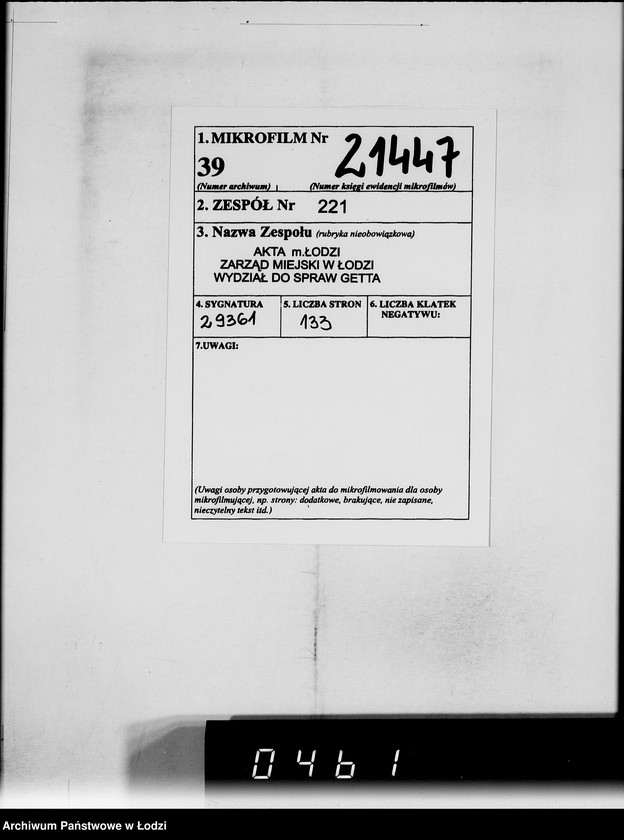 1. MIKROFILM Nr 21447
39
(Numer archiwum) (Numer księgi ewidencji mikrofilmów)
2. ZESPÓŁ Nr 221
3. Nazwa Zespołu (rubryka nieobowiązkowa)
AKTA m.ŁODZI
ZARZĄD MIEJSKI W ŁODZI
WYDZIAŁ DO SPRAW GETTA
4. SYGNATURA 5. LICZBA STRON 6. LICZBA KLATEK
NEGATYWU:
29361 133
7.UWAGI:
(Uwagi osoby przygotowującej akta do mikrofilmowania dla osoby
mikrofilmującej, np. strony: dodatkowe, brakujące, nie zapisane,
nieczytelny tekst itd.)
0461
Archiwum Państwowe w Łodzi